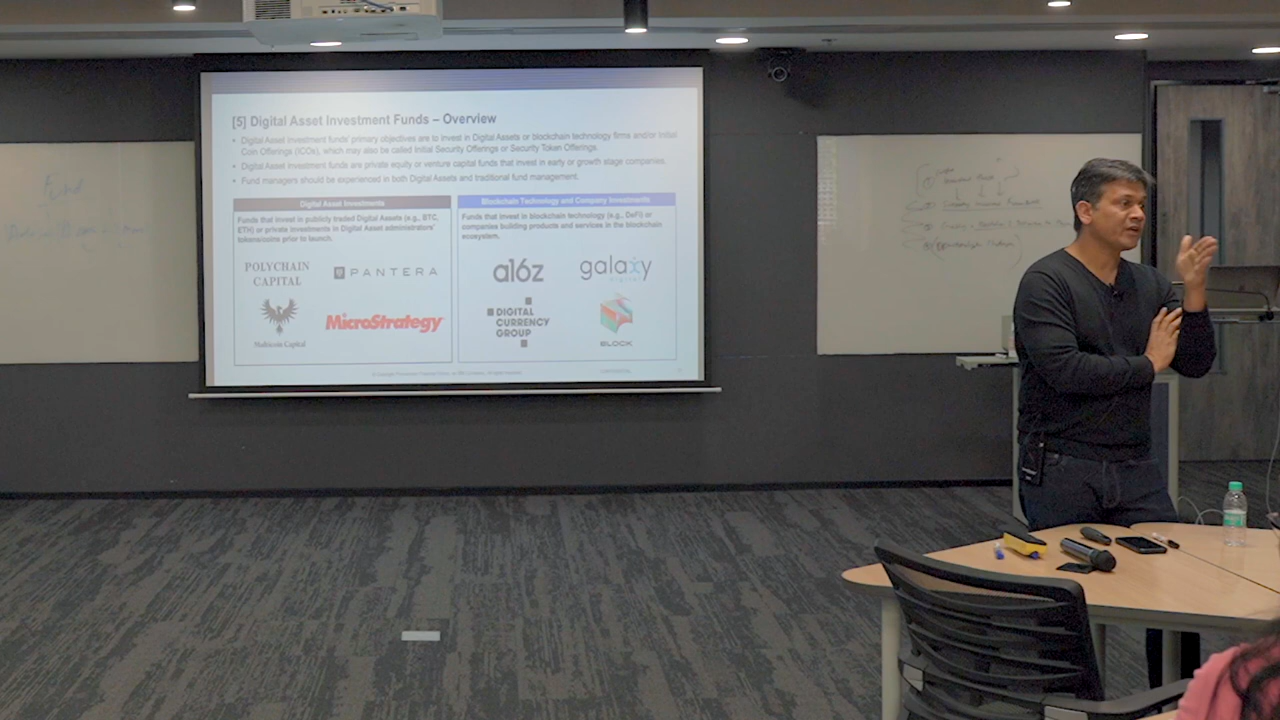 [5] Digital Asset Investment Funds – Overview
• Digital Asset Investment funds' primary objectives are to invest in Digital Assets or blockchain technology firms and/or Initial
Coin Offerings (ICOs), which may also be called Initial Security Offerings or Security Token Offerings.
• Digital Asset Investment funds are private equity or venture capital funds that invest in early or growth stage companies.
• Fund managers should be experienced in both Digital Assets and traditional fund management.
Digital Asset Investments
Funds that invest in publicly traded Digital Assets (e.g., BTC,
ETH) or private investments in Digital Asset administrators'
tokens/coins prior to launch.
POLYCHAIN
CAPITAL
PANTERA
Multicoin Capital
MicroStrategy
Blockchain Technology and Company Investments
Funds that invest in blockchain technology (e.g., DeFi) or
companies building products and services in the blockchain
ecosystem.
a16z
galaxy
digital
DIGITAL
CURRENCY
GROUP
BLOCK
Fund